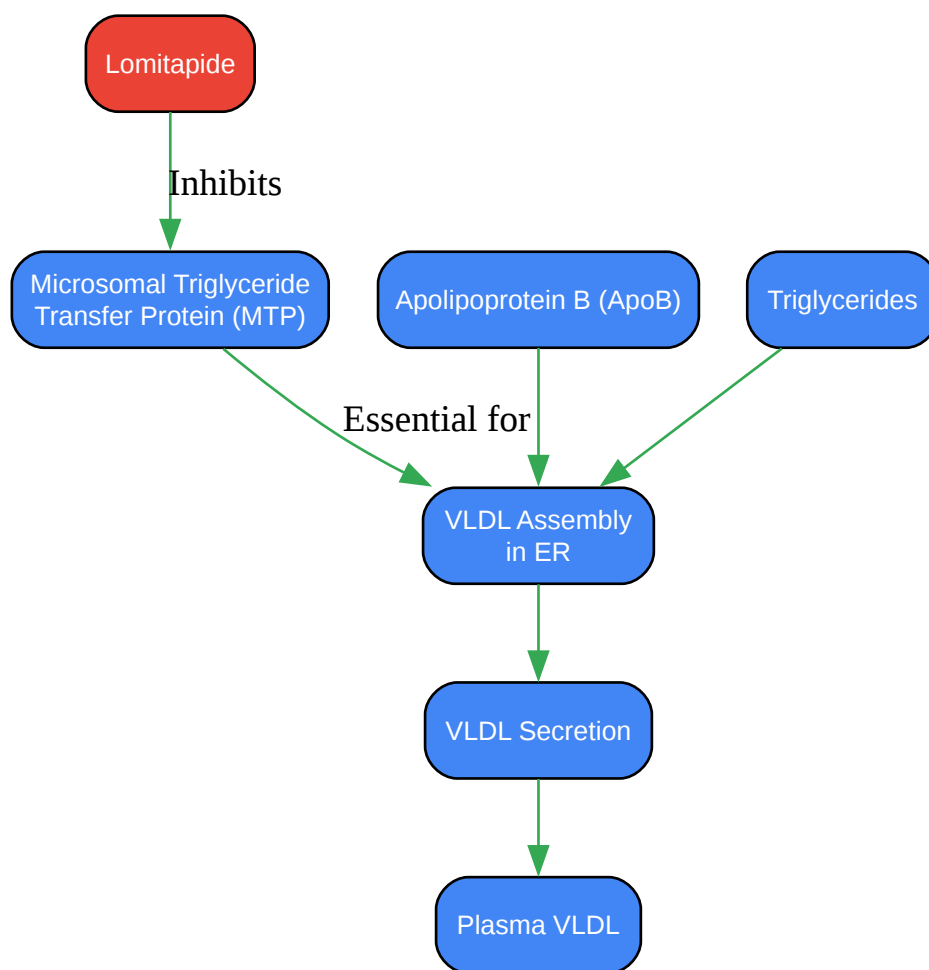 Lomitapide
Inhibits
Microsomal Triglyceride
Transfer Protein (MTP)
Apolipoprotein B (ApoB)
Triglycerides
Essential for
VLDL Assembly
in ER
VLDL Secretion
Plasma VLDL